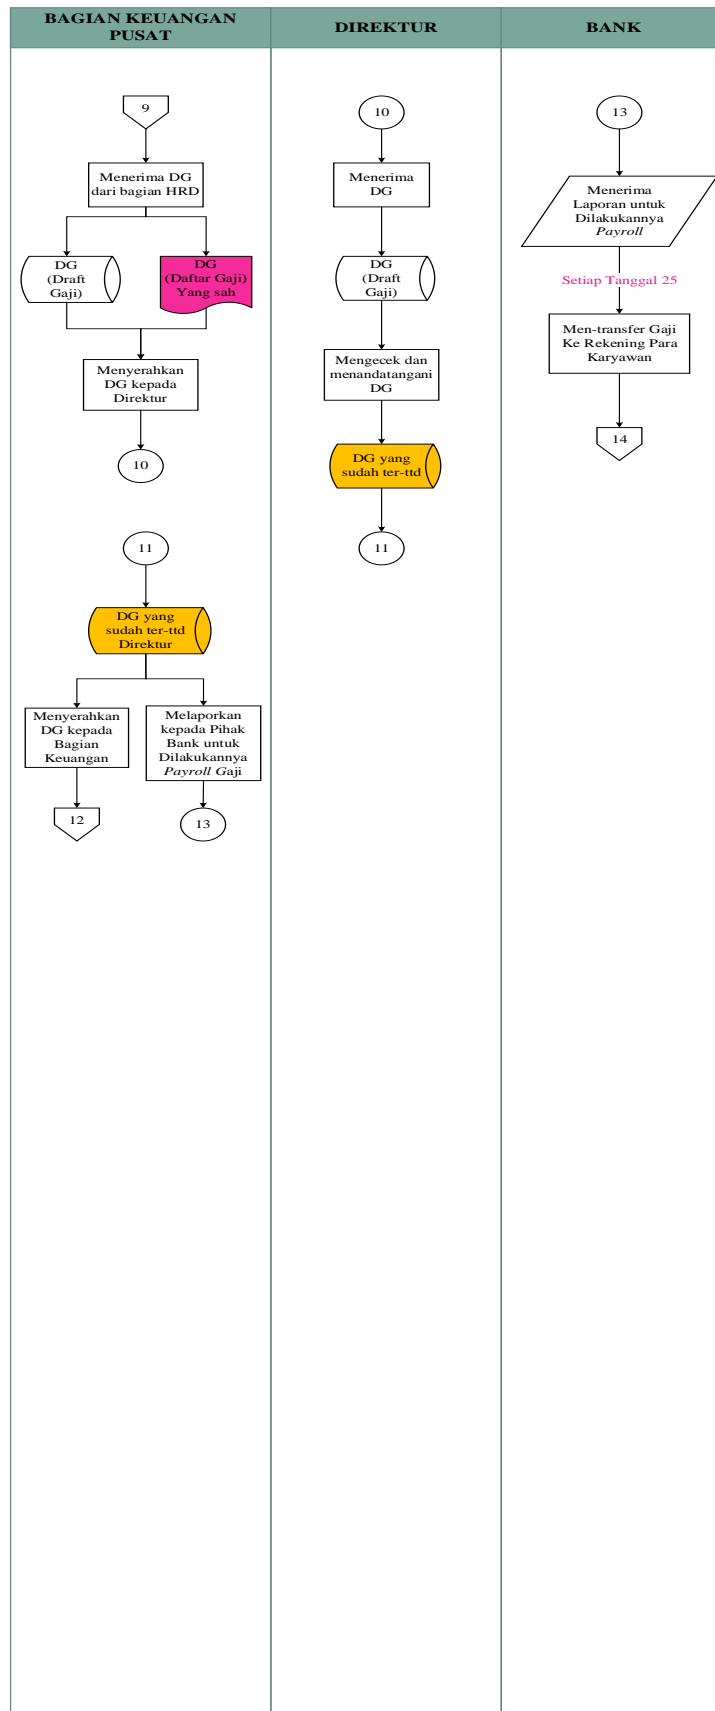 BAGIAN KEUANGAN
PUSAT
DIREKTUR
BANK
9
Menerima DG
dari bagian HRD
DG
(Draft
Gaji)
DG
(Daftar Gaji)
Yang sah
Menyerahkan
DG kepada
Direktur
10
11
DG yang
sudah ter-ttd
Direktur
Menyerahkan
DG kepada
Bagian
Keuangan
Melaporkan
kepada Pihak
Bank untuk
Dilakukannya
Payroll Gaji
12
13
10
Menerima
DG
DG
(Draft
Gaji)
Mengecek dan
menandatangani
DG
DG yang
sudah ter-ttd
11
13
Menerima
Laporan untuk
Dilakukannya
Payroll
Setiap Tanggal 25
Men-transfer Gaji
Ke Rekening Para
Karyawan
14